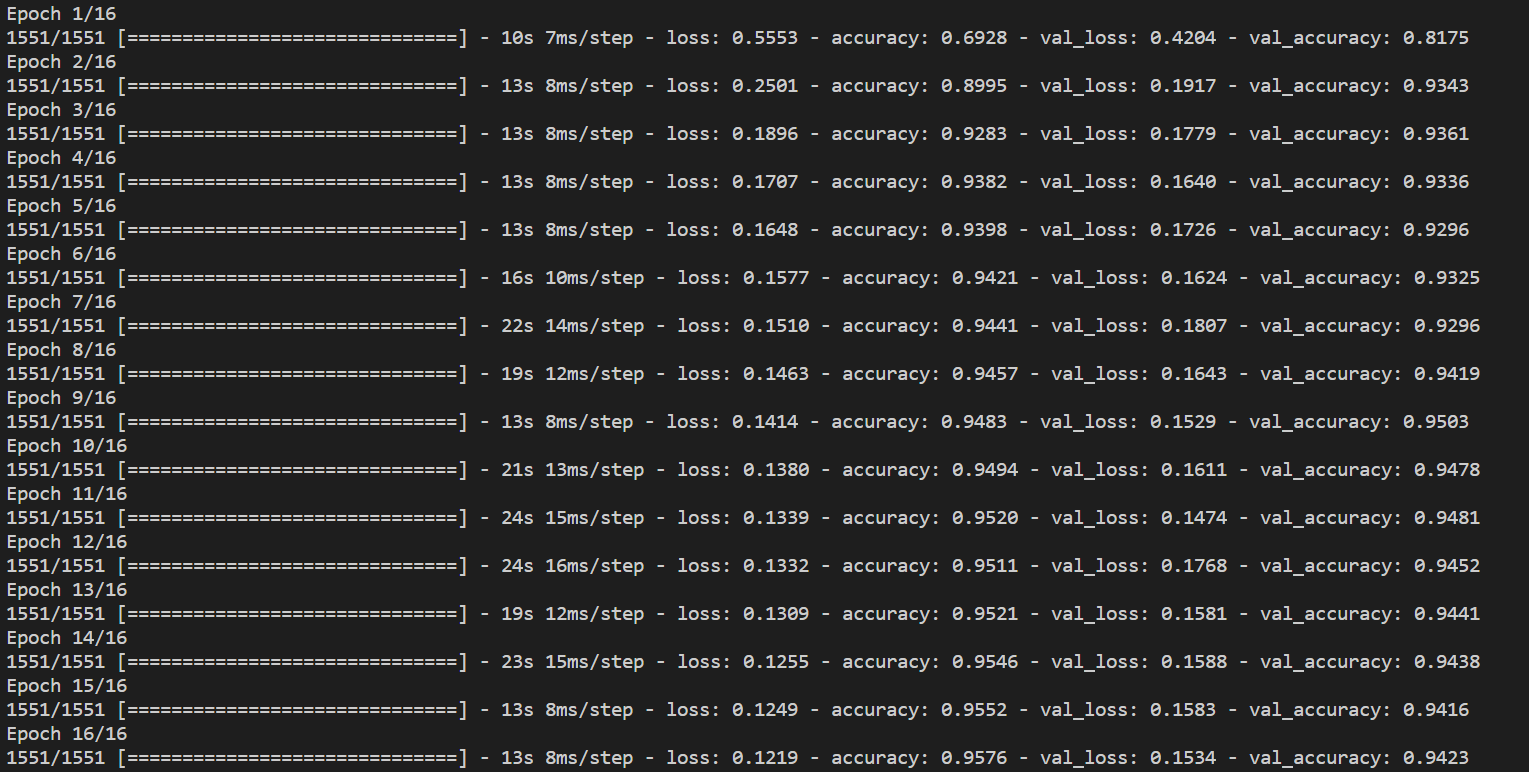 Epoch 1/16
1551/1551 [==============================] - 10s 7ms/step - loss: 0.5553 - accuracy: 0.6928 - val_loss: 0.4204 - val_accuracy: 0.8175
Epoch 2/16
1551/1551 [==============================] - 13s 8ms/step - loss: 0.2501 - accuracy: 0.8995 - val_loss: 0.1917 - val_accuracy: 0.9343
Epoch 3/16
1551/1551 [==============================] - 13s 8ms/step - loss: 0.1896 - accuracy: 0.9283 - val_loss: 0.1779 - val_accuracy: 0.9361
Epoch 4/16
1551/1551 [==============================] - 13s 8ms/step - loss: 0.1707 - accuracy: 0.9382 - val_loss: 0.1640 - val_accuracy: 0.9336
Epoch 5/16
1551/1551 [==============================] - 13s 8ms/step - loss: 0.1648 - accuracy: 0.9398 - val_loss: 0.1726 - val_accuracy: 0.9296
Epoch 6/16
1551/1551 [==============================] - 16s 10ms/step - loss: 0.1577 - accuracy: 0.9421 - val_loss: 0.1624 - val_accuracy: 0.9325
Epoch 7/16
1551/1551 [==============================] - 22s 14ms/step - loss: 0.1510 - accuracy: 0.9441 - val_loss: 0.1807 - val_accuracy: 0.9296
Epoch 8/16
1551/1551 [==============================] - 19s 12ms/step - loss: 0.1463 - accuracy: 0.9457 - val_loss: 0.1643 - val_accuracy: 0.9419
Epoch 9/16
1551/1551 [==============================] - 13s 8ms/step - loss: 0.1414 - accuracy: 0.9483 - val_loss: 0.1529 - val_accuracy: 0.9503
Epoch 10/16
1551/1551 [==============================] - 21s 13ms/step - loss: 0.1380 - accuracy: 0.9494 - val_loss: 0.1611 - val_accuracy: 0.9478
Epoch 11/16
1551/1551 [==============================] - 24s 15ms/step - loss: 0.1339 - accuracy: 0.9520 - val_loss: 0.1474 - val_accuracy: 0.9481
Epoch 12/16
1551/1551 [==============================] - 24s 16ms/step - loss: 0.1332 - accuracy: 0.9511 - val_loss: 0.1768 - val_accuracy: 0.9452
Epoch 13/16
1551/1551 [==============================] - 19s 12ms/step - loss: 0.1309 - accuracy: 0.9521 - val_loss: 0.1581 - val_accuracy: 0.9441
Epoch 14/16
1551/1551 [==============================] - 23s 15ms/step - loss: 0.1255 - accuracy: 0.9546 - val_loss: 0.1588 - val_accuracy: 0.9438
Epoch 15/16
1551/1551 [==============================] - 13s 8ms/step - loss: 0.1249 - accuracy: 0.9552 - val_loss: 0.1583 - val_accuracy: 0.9416
Epoch 16/16
1551/1551 [==============================] - 13s 8ms/step - loss: 0.1219 - accuracy: 0.9576 - val_loss: 0.1534 - val_accuracy: 0.9423